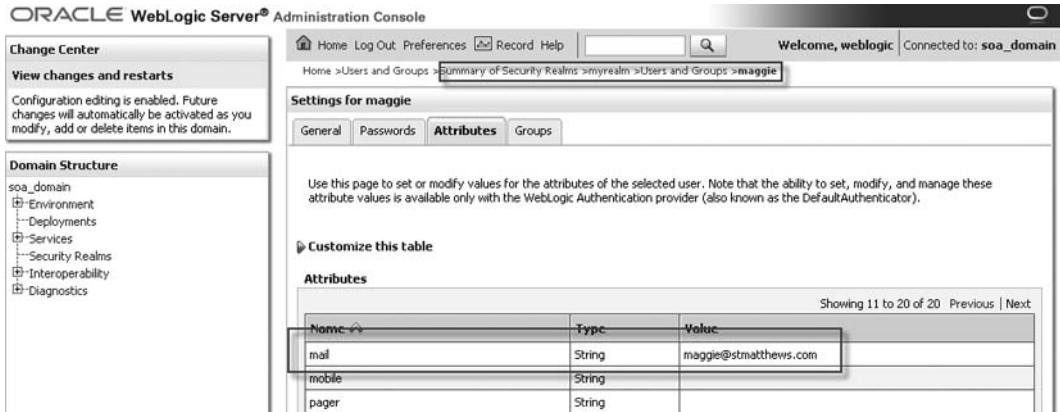 ORACLE WebLogic Server® Administration Console
Change Center
View changes and restarts
Configuration editing is enabled. Future
changes will automatically be activated as you
modify, add or delete items in this domain.
Domain Structure
soa_domain
Environment
Deployments
Services
Security Realms
Interoperability
Diagnostics
Home Log Out Preferences Record Help
Welcome, weblogic Connected to: soa_domain
Home >Users and Groups >Summary of Security Realms >myrealm >Users and Groups >maggie
Settings for maggie
General Passwords Attributes Groups
Use this page to set or modify values for the attributes of the selected user. Note that the ability to set, modify, and manage these
attribute values is available only with the WebLogic Authentication provider (also known as the DefaultAuthenticator).
Customize this table
Attributes
Showing 11 to 20 of 20 Previous | Next
Name Type Value
mail String maggie@stmatthews.com
mobile String
pager String